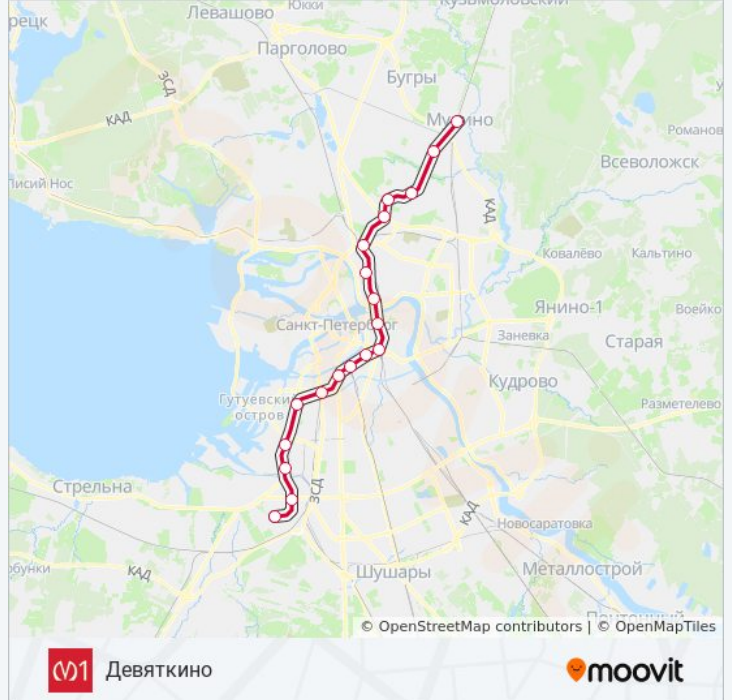 рецк
Левашово
Юкки
Кузьмоловский
Парголово
ЗСД
Бугры
КАД
Мурино
Романов
Всеволожск
Лисий Нос
КАД
Ковалёво
Кальтино
Янино-1
Воейко
Санкт-Петербург
Заневка
Старая
Кудрово
Гутуевский
остров
Разметелево
Стрельна
ЗСД
КАД
Новосаратовка
рбунки
КАД
Шушары
Металлострой
© OpenStreetMap contributors | © OpenMapTiles
1
Девяткино
moovit